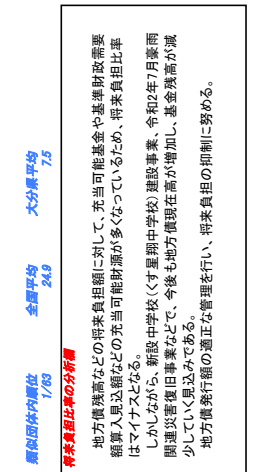 類似団体内順位 全国平均 大分県平均
1/63 24.9 7.5
将来負担比率の分析欄
地方債残高などの将来負担額に対して、充当可能基金や基準財政需要
額算入見込額などの充当可能財源が多くなっているため、将来負担比率
はマイナスとなる。
しかしながら、新設中学校(くす星翔中学校)建設事業、令和2年7月豪雨
関連災害復旧事業などで、今後も地方債現在高が増加し、基金残高が減
少していく見込みである。
地方債発行額の適正な管理を行い、将来負担の抑制に努める。